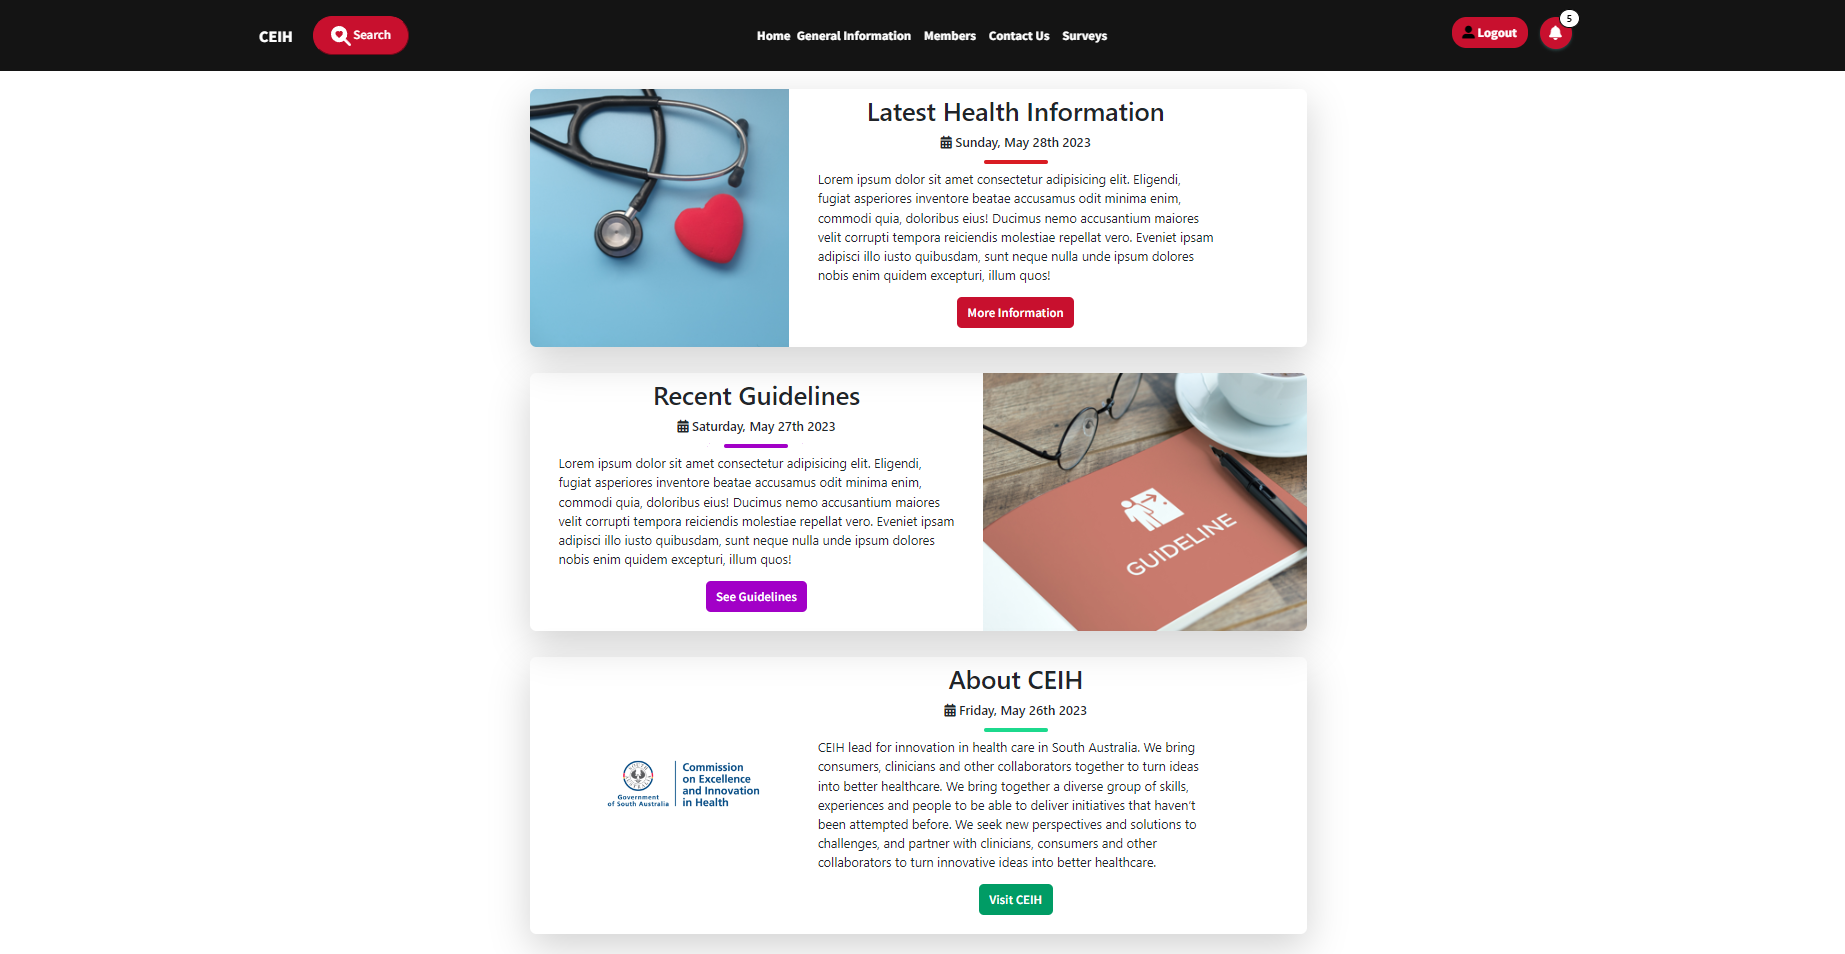 CEIH
Search
Home General Information Members Contact Us Surveys
Logout
5
Latest Health Information
Sunday, May 28th 2023
Lorem ipsum dolor sit amet consectetur adipisicing elit. Eligendi,
fugiat asperiores inventore beatae accusamus odit minima enim,
commodi quia, doloribus eius! Ducimus nemo accusantium maiores
velit corrupti tempora reiciendis molestiae repellat vero. Eveniet ipsam
adipisci illo iusto quibusdam, sunt neque nulla unde ipsum dolores
nobis enim quidem excepturi, illum quos!
More Information
Recent Guidelines
Saturday, May 27th 2023
Lorem ipsum dolor sit amet consectetur adipisicing elit. Eligendi,
fugiat asperiores inventore beatae accusamus odit minima enim,
commodi quia, doloribus eius! Ducimus nemo accusantium maiores
velit corrupti tempora reiciendis molestiae repellat vero. Eveniet ipsam
adipisci illo iusto quibusdam, sunt neque nulla unde ipsum dolores
nobis enim quidem excepturi, illum quos!
See Guidelines
GUIDELINE
Government
of South Australia
Commission
on Excellence
and Innovation
in Health
About CEIH
Friday, May 26th 2023
CEIH lead for innovation in health care in South Australia. We bring
consumers, clinicians and other collaborators together to turn ideas
into better healthcare. We bring together a diverse group of skills,
experiences and people to be able to deliver initiatives that haven't
been attempted before. We seek new perspectives and solutions to
challenges, and partner with clinicians, consumers and other
collaborators to turn innovative ideas into better healthcare.
Visit CEIH